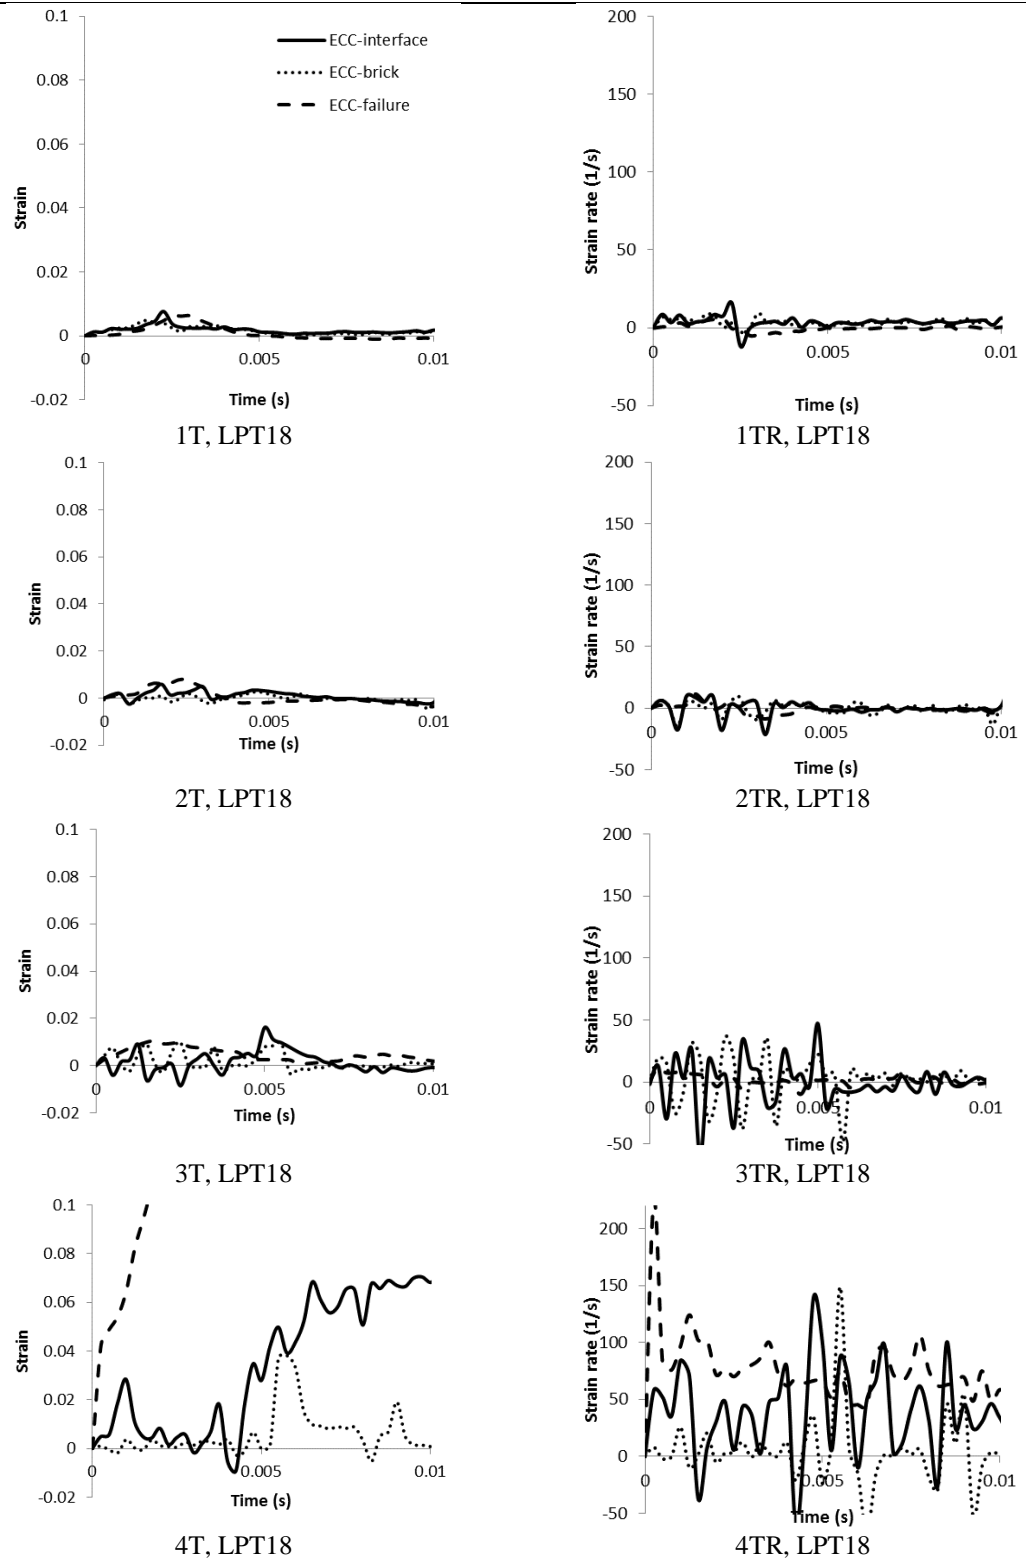 0.1
0.08
0.06
0.04
0.02
0
-0.02
Strain
ECC-interface
ECC-brick
ECC-failure
0
0.005
0.01
Time (s)
1T, LPT18
200
150
100
50
0
-50
Strain rate (1/s)
0
0.005
0.01
Time (s)
1TR, LPT18
0.1
0.08
0.06
0.04
0.02
0
-0.02
Strain
0
0.005
0.01
Time (s)
2T, LPT18
200
150
100
50
0
-50
Strain rate (1/s)
0
0.005
0.01
Time (s)
2TR, LPT18
0.1
0.08
0.06
0.04
0.02
0
-0.02
Strain
0
0.005
0.01
Time (s)
3T, LPT18
200
150
100
50
0
-50
Strain rate (1/s)
0
0.005
0.01
Time (s)
3TR, LPT18
0.1
0.08
0.06
0.04
0.02
0
-0.02
Strain
0
0.005
0.01
Time (s)
4T, LPT18
200
150
100
50
0
-50
Strain rate (1/s)
0
0.005
0.01
Time (s)
4TR, LPT18